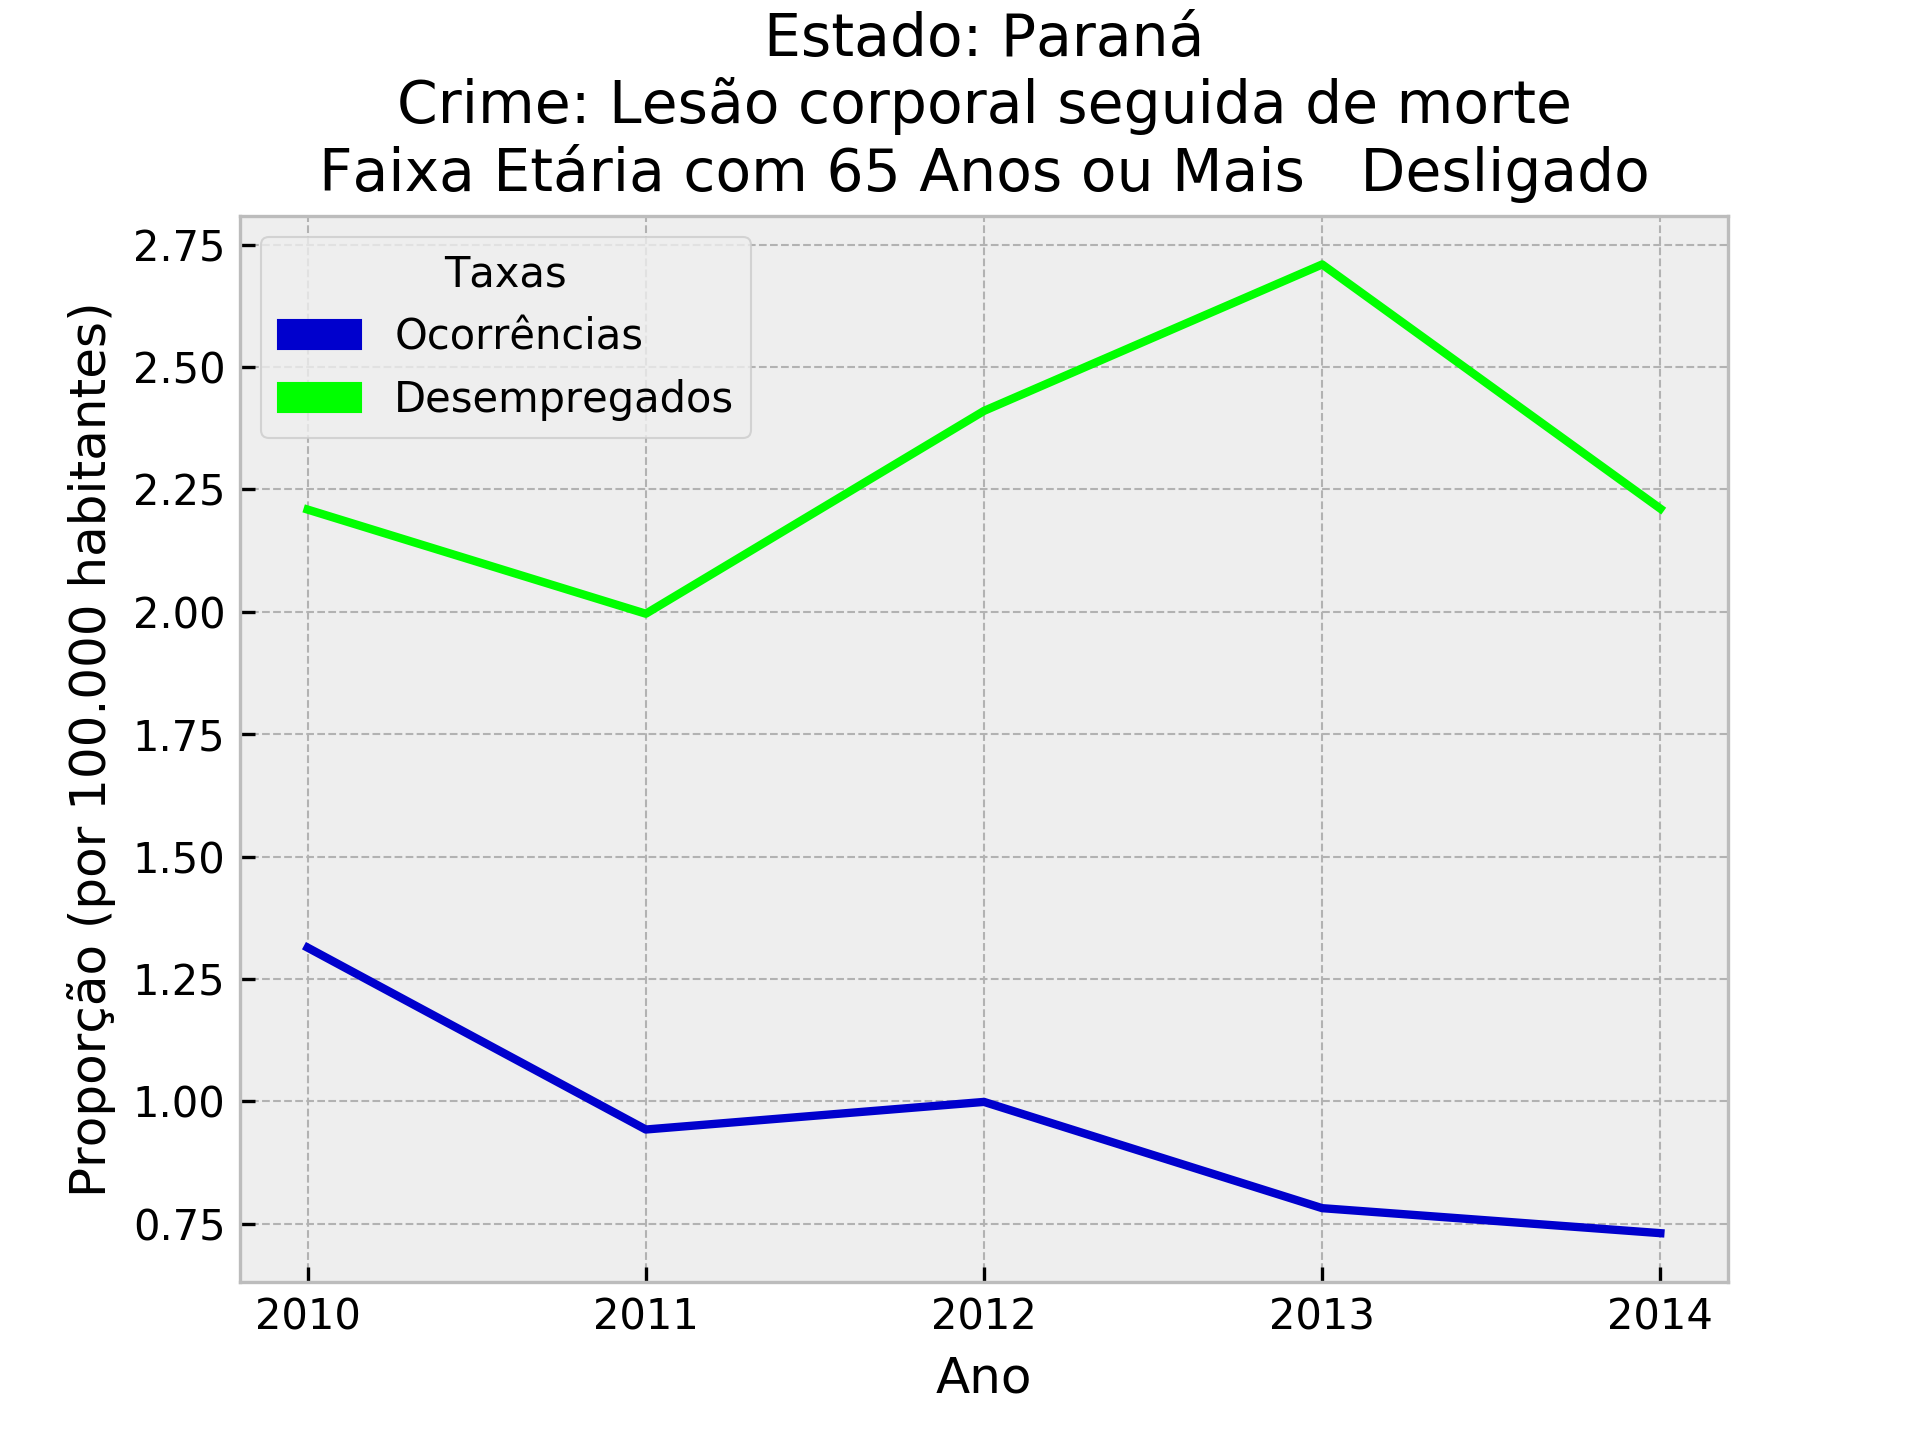 Estado: Paraná
Crime: Lesão corporal seguida de morte
Faixa Etária com 65 Anos ou Mais   Desligado
Taxas
Ocorrências
Desempregados
Proporção (por 100.000 habitantes)
2.75
2.50
2.25
2.00
1.75
1.50
1.25
1.00
0.75
2010 2011 2012 2013 2014
Ano